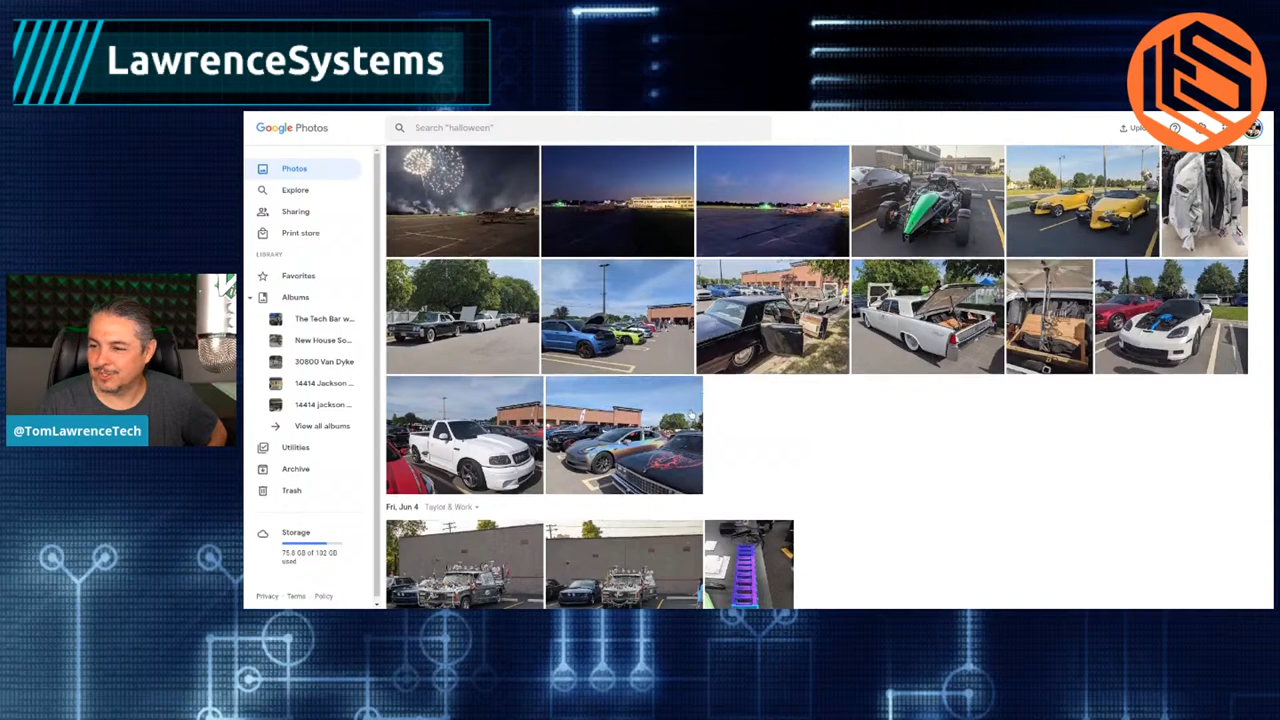 LawrenceSystems
Google Photos
Search "halloween"
Photos
Explore
Sharing
Print store
LIBRARY
Favorites
Albums
The Tech Bar w...
New House So...
30800 Van Dyke
14414 Jackson ...
14414 jackson ...
View all albums
Utilities
Archive
Trash
Storage
75.8 GB of 102 GB
used
Privacy · Terms · Policy
Fri, Jun 4 Taylor & Work
@TomLawrenceTech